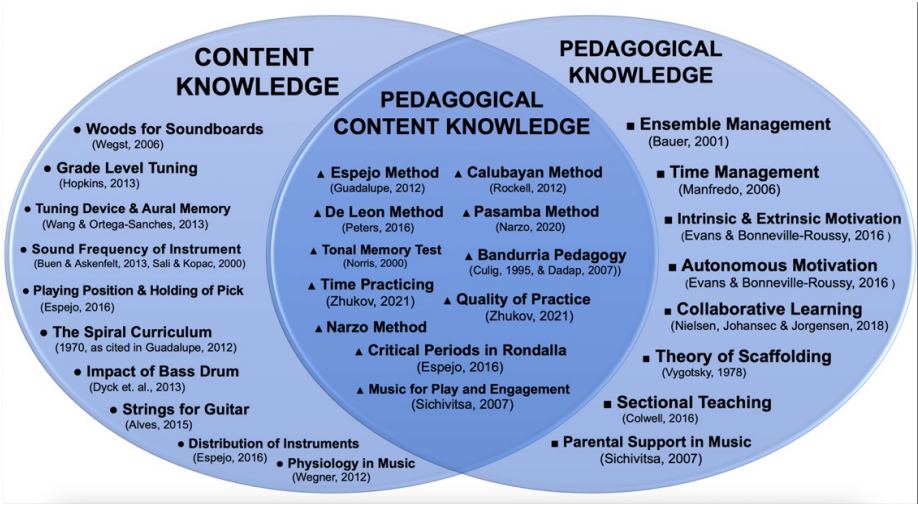 CONTENT
KNOWLEDGE
● Woods for Soundboards
(Wegst, 2006)
● Grade Level Tuning
(Hopkins, 2013)
● Tuning Device & Aural Memory
(Wang & Ortega-Sanches, 2013)
● Sound Frequency of Instrument
(Buen & Askenfelt, 2013, Sali & Kopac, 2000)
● Playing Position & Holding of Pick
(Espejo, 2016)
● The Spiral Curriculum
(1970, as cited in Guadalupe, 2012)
● Impact of Bass Drum
(Dyck et. al., 2013)
● Strings for Guitar
(Alves, 2015)
● Distribution of Instruments
(Espejo, 2016)
● Physiology in Music
(Wegner, 2012)
PEDAGOGICAL
CONTENT KNOWLEDGE
▲ Espejo Method
(Guadalupe, 2012)
▲ Calubayan Method
(Rockell, 2012)
▲ De Leon Method
(Peters, 2016)
▲ Pasamba Method
(Narzo, 2020)
▲ Tonal Memory Test
(Norris, 2000)
▲ Bandurria Pedagogy
(Culig, 1995, & Dadap, 2007))
▲ Time Practicing
(Zhukov, 2021)
▲ Quality of Practice
(Zhukov, 2021)
▲ Narzo Method
▲ Critical Periods in Rondalla
(Espejo, 2016)
▲ Music for Play and Engagement
(Sichivitsa, 2007)
PEDAGOGICAL
KNOWLEDGE
■ Ensemble Management
(Bauer, 2001)
■ Time Management
(Manfredo, 2006)
■ Intrinsic & Extrinsic Motivation
(Evans & Bonneville-Roussy, 2016 )
■ Autonomous Motivation
(Evans & Bonneville-Roussy, 2016 )
■ Collaborative Learning
(Nielsen, Johansec & Jorgensen, 2018)
■ Theory of Scaffolding
(Vygotsky, 1978)
■ Sectional Teaching
(Colwell, 2016)
■ Parental Support in Music
(Sichivitsa, 2007)